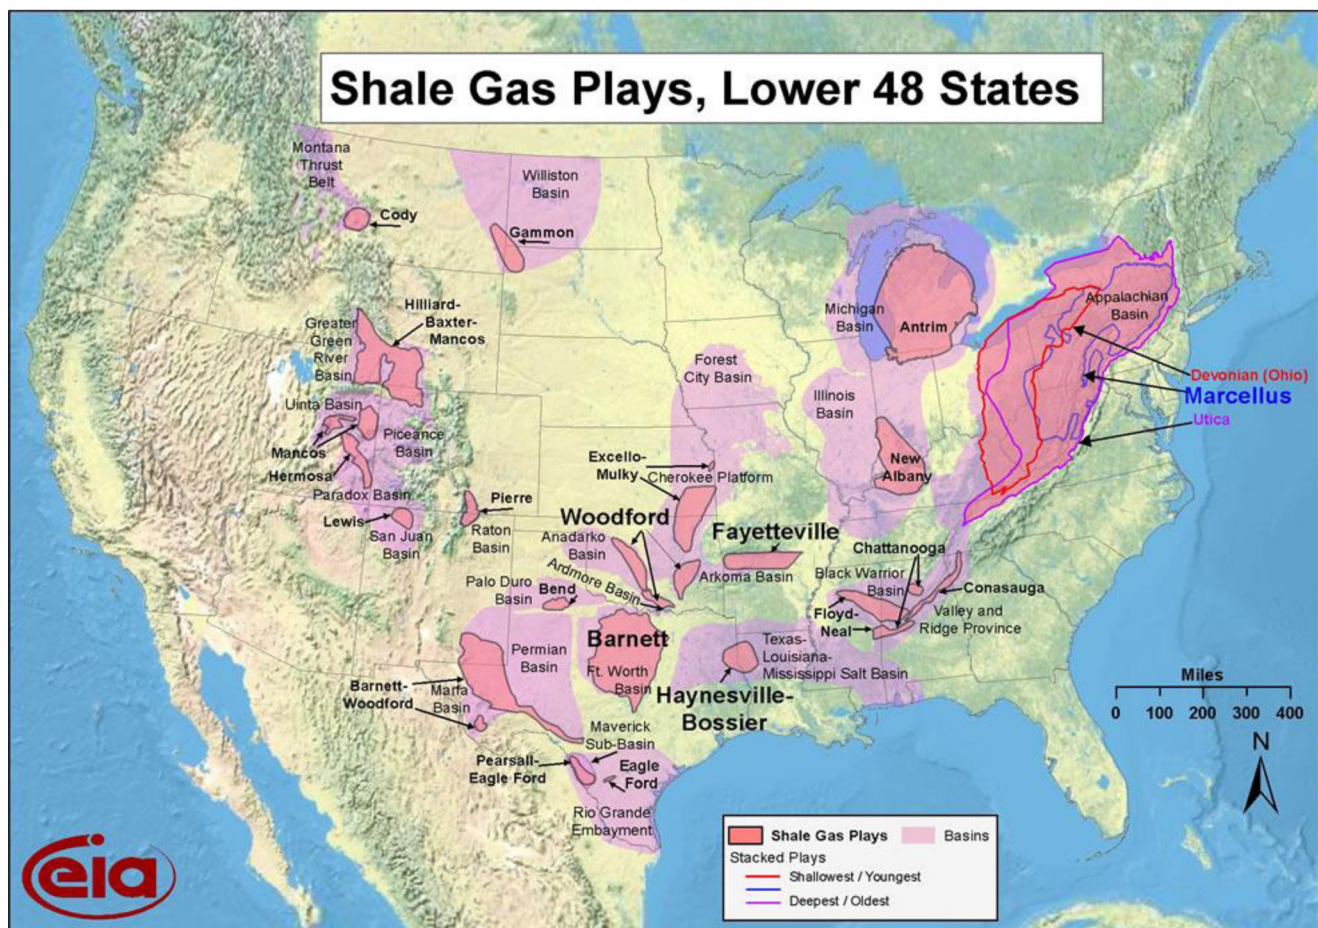 Shale Gas Plays, Lower 48 States
Montana
Thrust
Belt
Cody
Williston
Basin
Gammon
Hilliard-
Baxter-
Mancos
Greater
Green
River
Basin
Uinta Basin
Mancos
Piceance
Basin
Hermosa
Paradox Basin
Lewis
San Juan
Basin
Pierre
Raton
Basin
Michigan
Basin
Antrim
Forest
City Basin
Illinois
Basin
New
Albany
Appalachian
Basin
Devonian (Ohio)
Marcellus
Utica
Excello-
Mulky
Cherokee Platform
Woodford
Anadarko
Basin
Ardmore Basin
Palo Duro
Basin
Bend
Fayetteville
Arkoma Basin
Chattanooga
Black Warrior
Basin
Conasauga
Floyd-
Neal
Valley and
Ridge Province
Barnett
Ft. Worth
Basin
Permian
Basin
Barnett-
Woodford
Marfa
Basin
Texas-
Louisiana-
Mississippi Salt Basin
Haynesville-
Bossier
Maverick
Sub-Basin
Pearsall-
Eagle Ford
Eagle
Ford
Rio Grande
Embayment
Miles
0 100 200 300 400
N
Shale Gas Plays
Basins
Stacked Plays
Shallowest / Youngest
Deepest / Oldest
eia